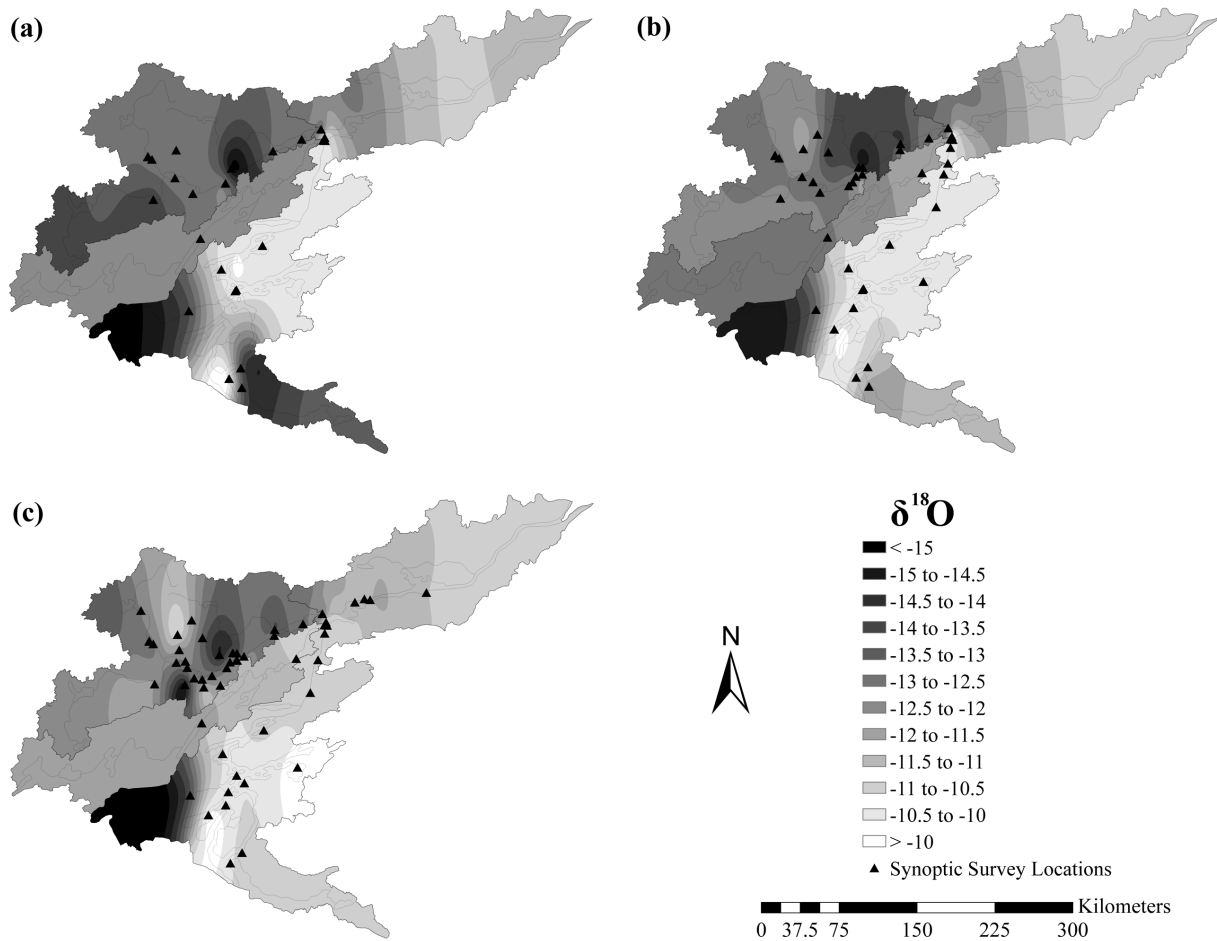 (a)
(b)
(c)
N
δ¹⁸O
< -15
-15 to -14.5
-14.5 to -14
-14 to -13.5
-13.5 to -13
-13 to -12.5
-12.5 to -12
-12 to -11.5
-11.5 to -11
-11 to -10.5
-10.5 to -10
> -10
Synoptic Survey Locations
Kilometers
0 37.5 75 150 225 300